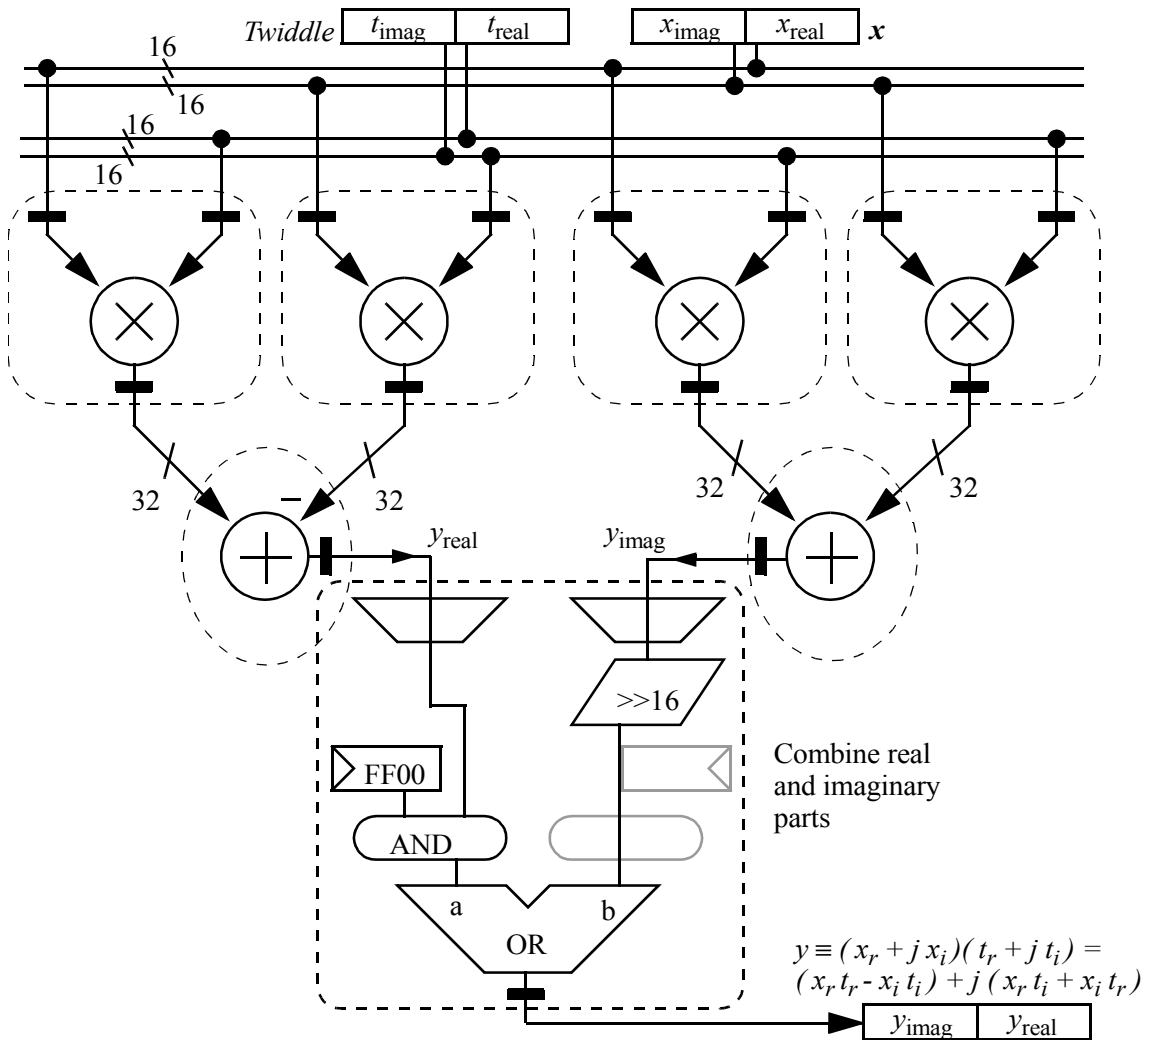 Twiddle t_imag t_real x_imag x_real x
16
16
16
16
32 − 32 32 32
y_real y_imag
>>16
FF00
Combine real
and imaginary
parts
AND
a b
OR
y ≡ ( x_r + j x_i )( t_r + j t_i ) =
( x_r t_r - x_i t_i ) + j ( x_r t_i + x_i t_r )
y_imag y_real